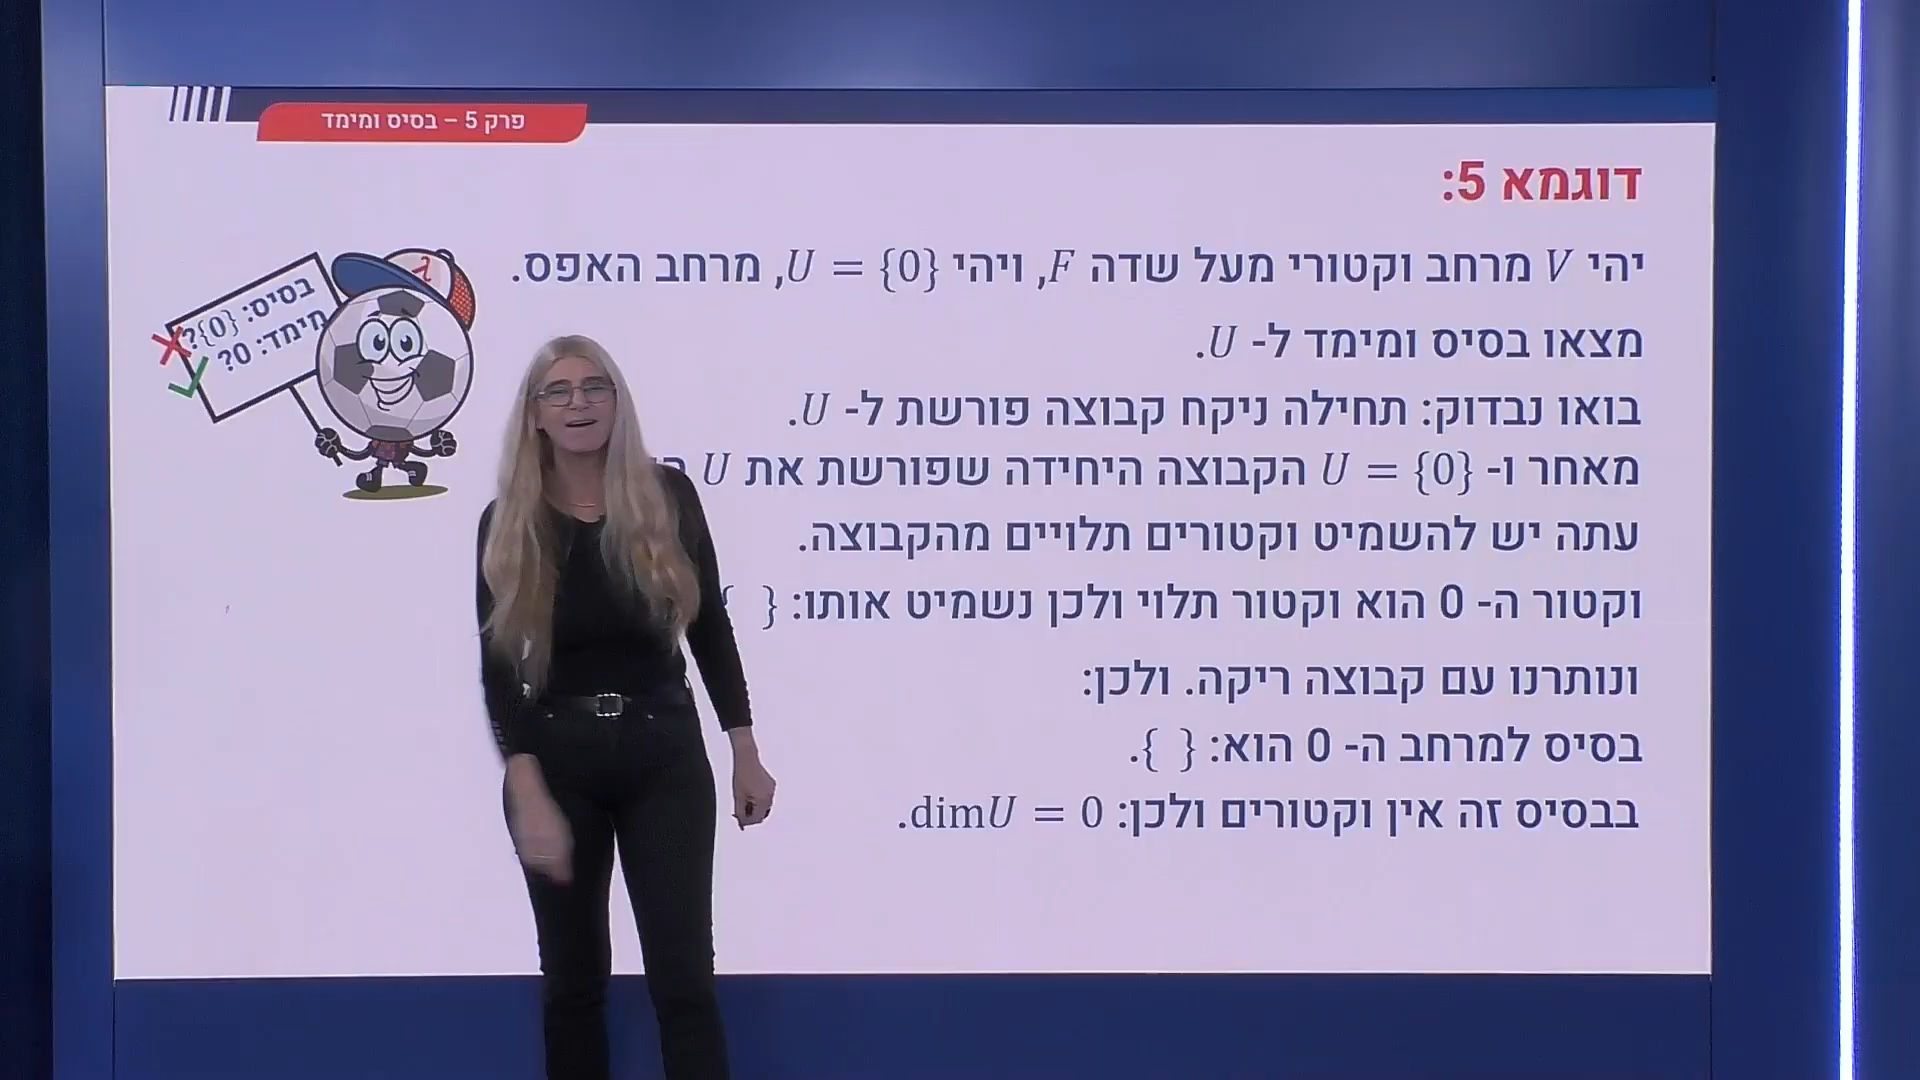 פרק 5 – בסיס ומימד
דוגמא 5:
יהי V מרחב וקטורי מעל שדה F, ויהי U = {0}, מרחב האפס.
מצאו בסיס ומימד ל- U.
בואו נבדוק: תחילה ניקח קבוצה פורשת ל- U.
מאחר ו- U = {0} הקבוצה היחידה שפורשת את U
עתה יש להשמיט וקטורים תלויים מהקבוצה.
וקטור ה- 0 הוא וקטור תלוי ולכן נשמיט אותו: { }
ונותרנו עם קבוצה ריקה. ולכן:
בסיס למרחב ה- 0 הוא: { }.
בבסיס זה אין וקטורים ולכן: dimU = 0.
בסיס: {0}?
מימד: 0?
λ